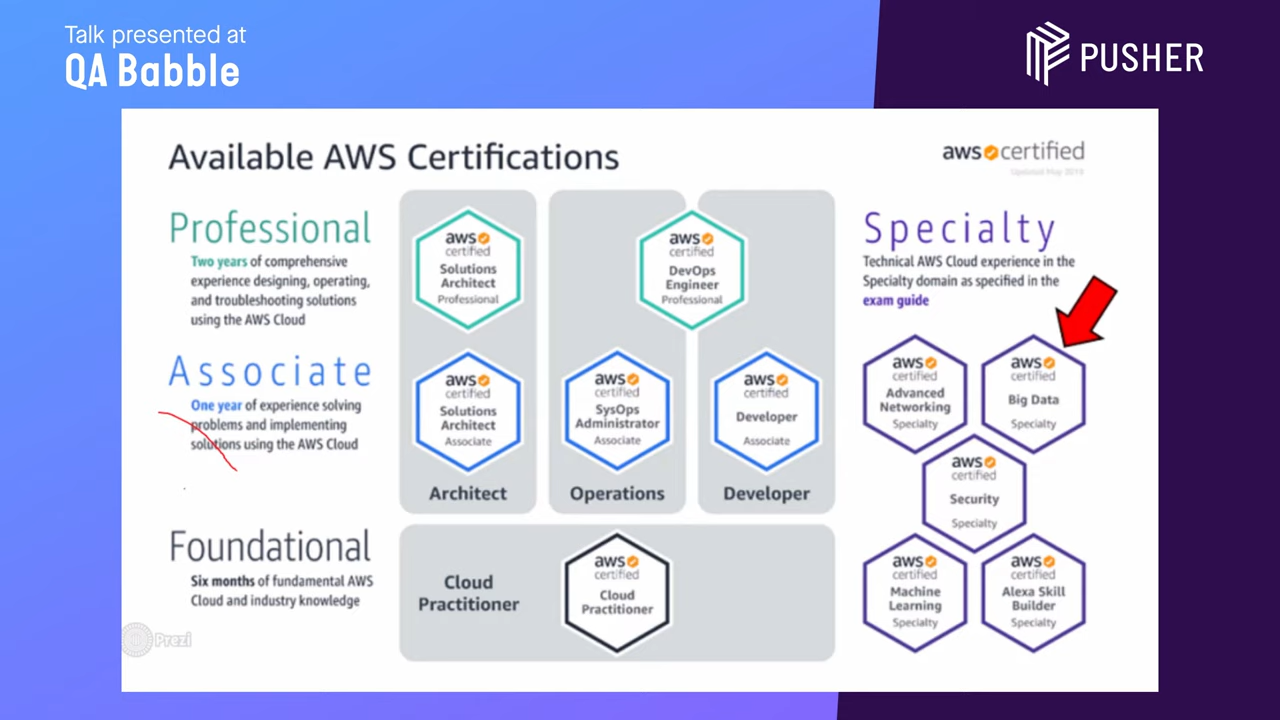 Talk presented at
QA Babble
PUSHER
Available AWS Certifications
aws certified
Updated May 2019
Professional
Two years of comprehensive
experience designing, operating,
and troubleshooting solutions
using the AWS Cloud
Associate
One year of experience solving
problems and implementing
solutions using the AWS Cloud
Foundational
Six months of fundamental AWS
Cloud and industry knowledge
aws
certified
Solutions
Architect
Professional
aws
certified
DevOps
Engineer
Professional
aws
certified
Solutions
Architect
Associate
aws
certified
SysOps
Administrator
Associate
aws
certified
Developer
Associate
Architect
Operations
Developer
Cloud
Practitioner
aws
certified
Cloud
Practitioner
Specialty
Technical AWS Cloud experience in the
Specialty domain as specified in the
exam guide
aws
certified
Advanced
Networking
Specialty
aws
certified
Big Data
Specialty
aws
certified
Security
Specialty
aws
certified
Machine
Learning
Specialty
aws
certified
Alexa Skill
Builder
Specialty
Prezi